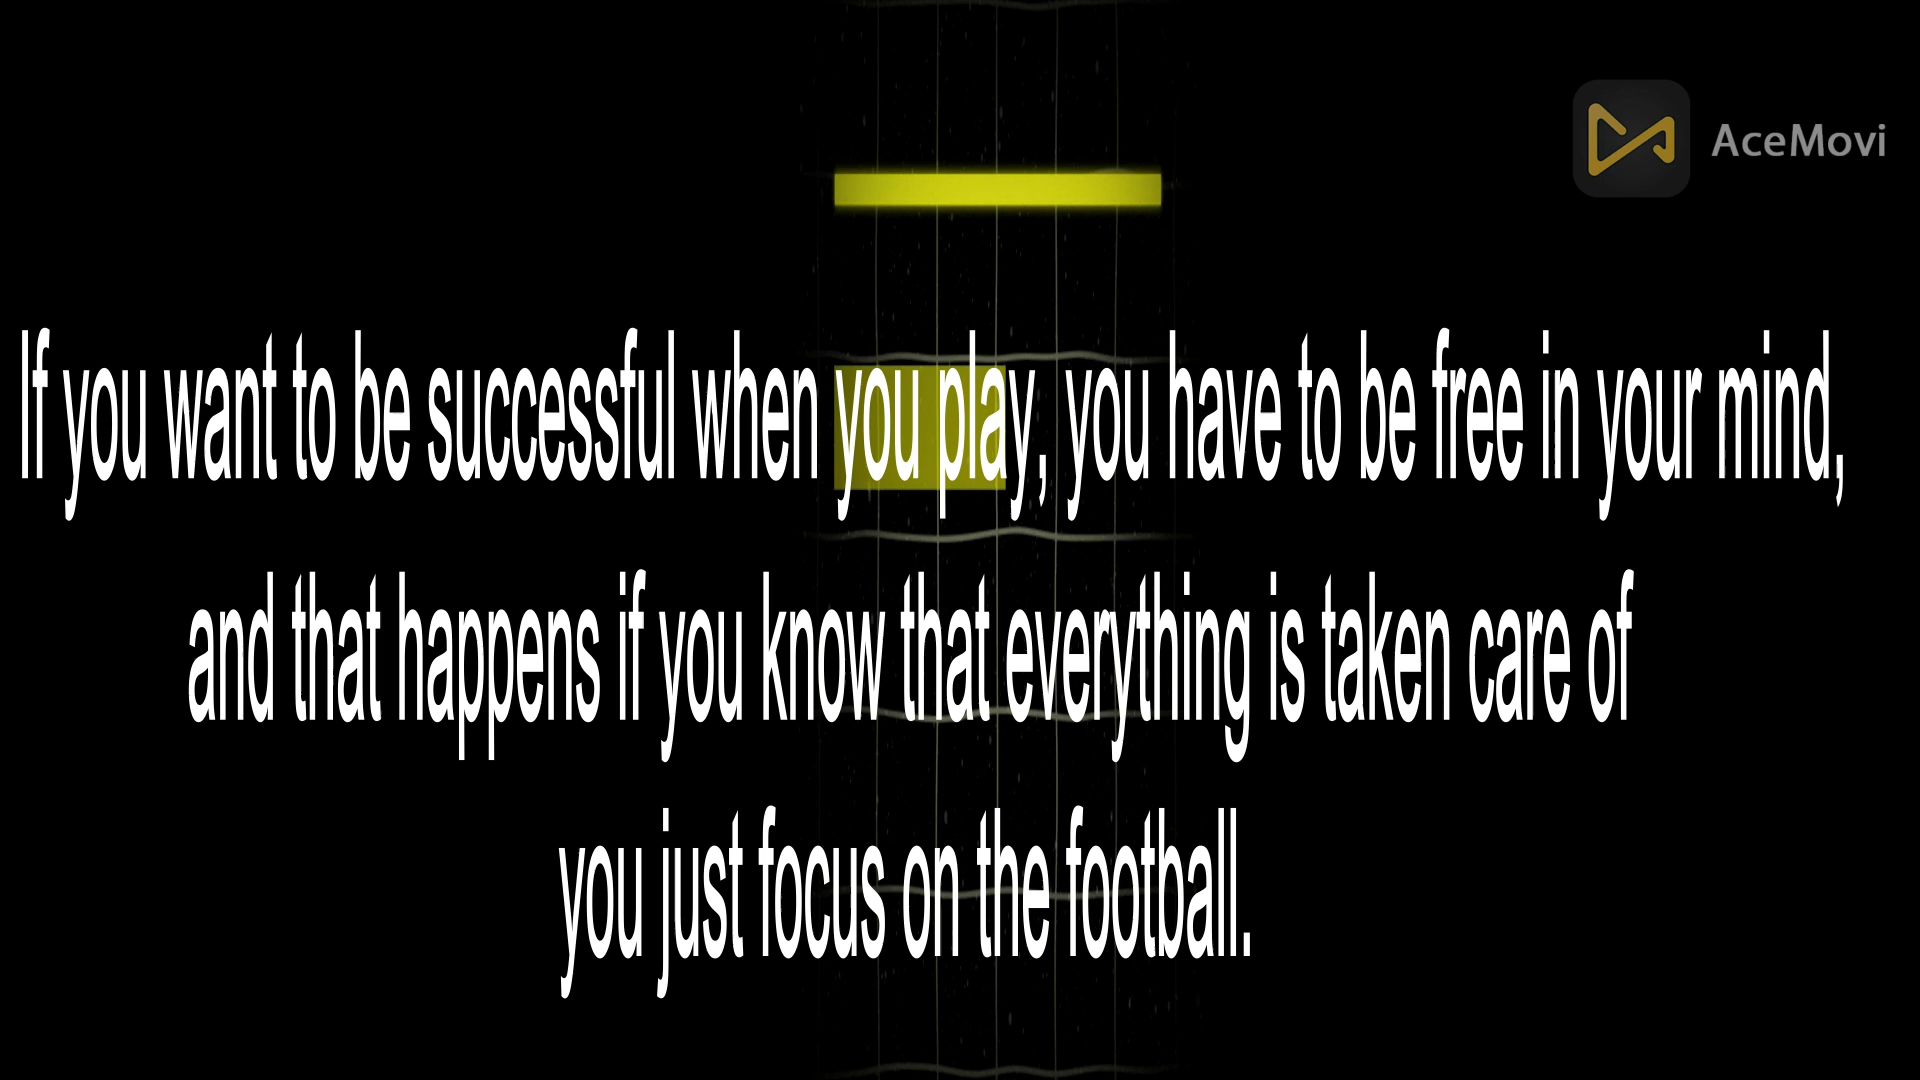 AceMovi
If you want to be successful when you play, you have to be free in your mind,
and that happens if you know that everything is taken care of
you just focus on the football.